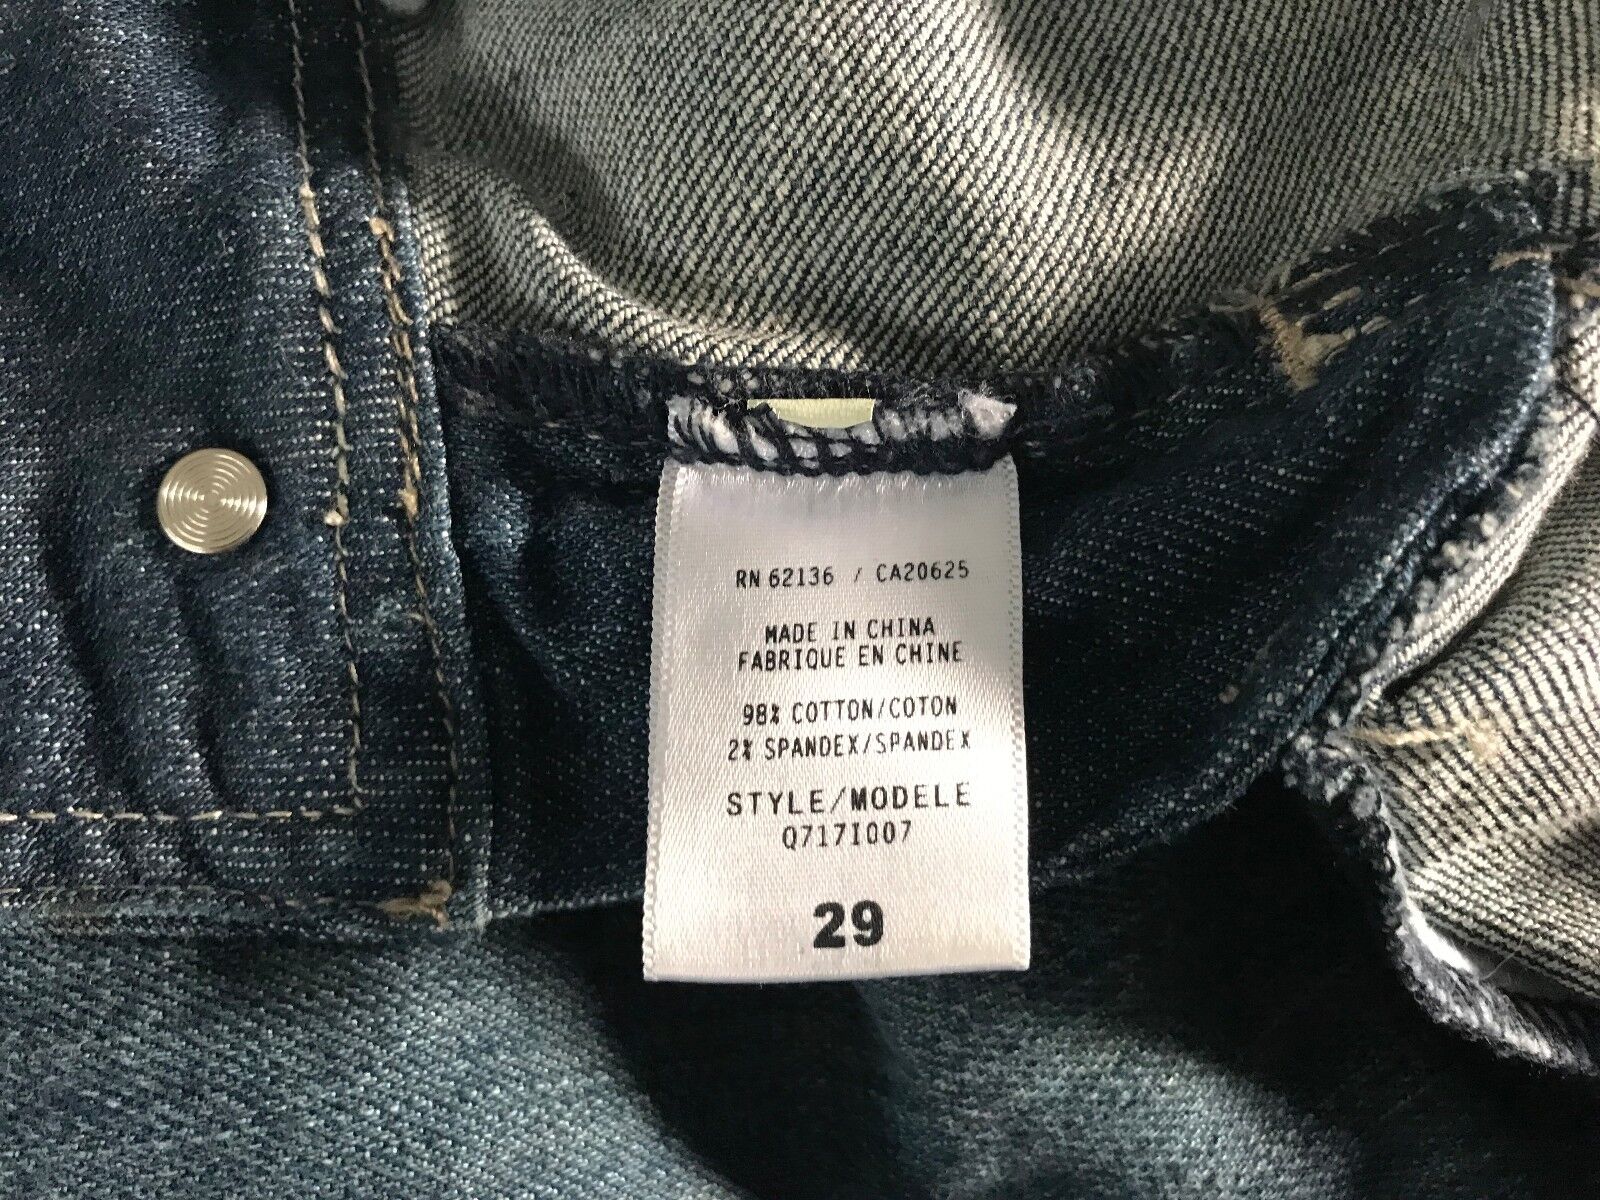 RN 62136 / CA20625
MADE IN CHINA
FABRIQUE EN CHINE
98% COTTON/COTON
2% SPANDEX/SPANDEX
STYLE/MODELE
Q717I007
29